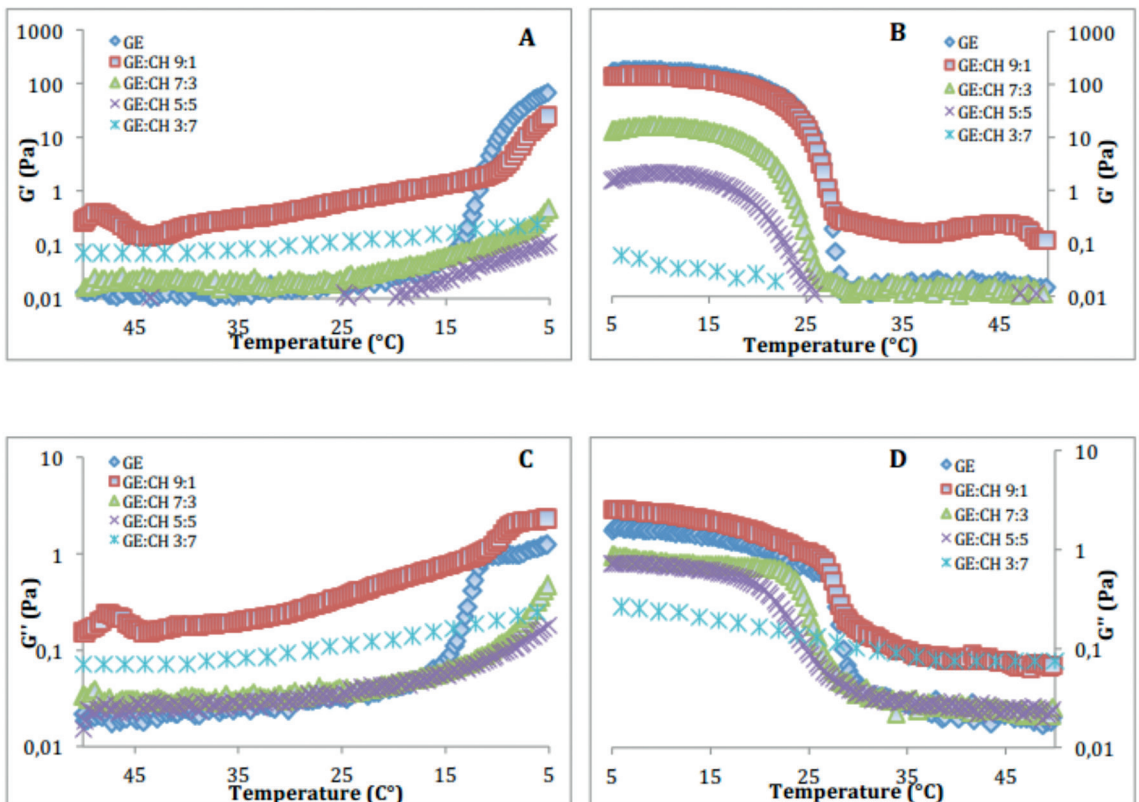 A
1000
100
10
1
0,1
0,01
G' (Pa)
GE
GE:CH 9:1
GE:CH 7:3
GE:CH 5:5
GE:CH 3:7
45
35
25
15
5
Temperature (°C)
B
1000
100
10
1
0,1
0,01
G' (Pa)
GE
GE:CH 9:1
GE:CH 7:3
GE:CH 5:5
GE:CH 3:7
5
15
25
35
45
Temperature (°C)
C
10
1
0,1
0,01
G'' (Pa)
GE
GE:CH 9:1
GE:CH 7:3
GE:CH 5:5
GE:CH 3:7
45
35
25
15
5
Temperature (C°)
D
10
1
0,1
0,01
G'' (Pa)
GE
GE:CH 9:1
GE:CH 7:3
GE:CH 5:5
GE:CH 3:7
5
15
25
35
45
Temperature (°C)